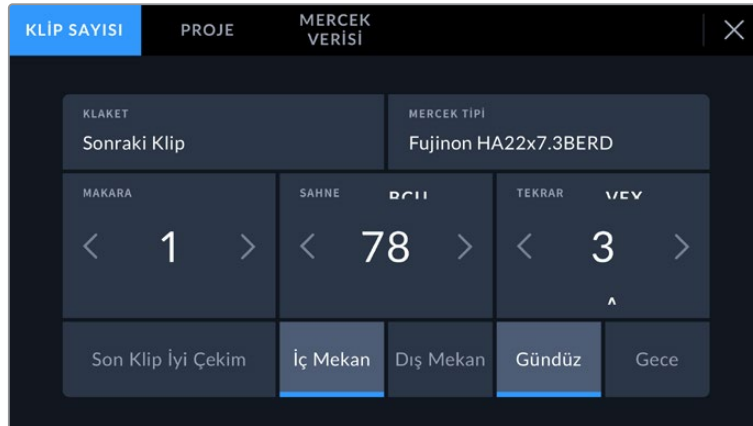 KLİP SAYISI
PROJE
MERCEK
VERİSİ
KLAKET
Sonraki Klip
MERCEK TİPİ
Fujinon HA22x7.3BERD
MAKARA
1
SAHNE
78
TEKRAR
3
Son Klip İyi Çekim
İç Mekan
Dış Mekan
Gündüz
Gece